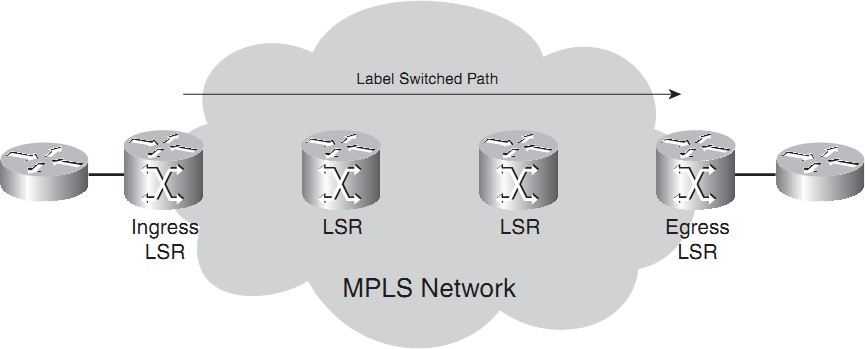 Label Switched Path
Ingress
LSR
LSR
LSR
Egress
LSR
MPLS Network